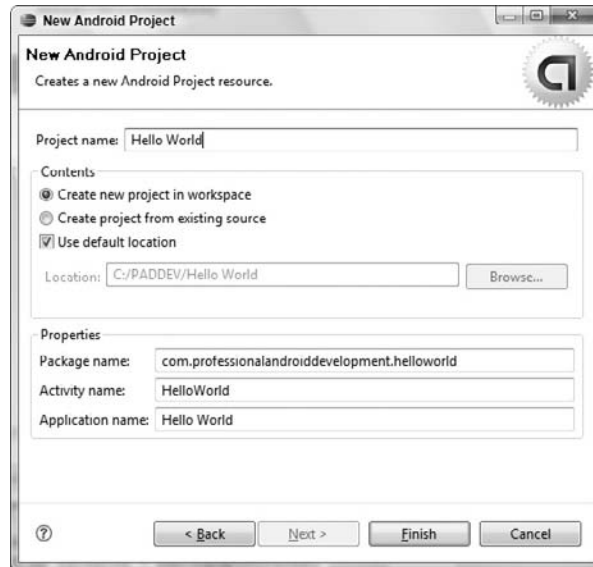 New Android Project
New Android Project
Creates a new Android Project resource.
Project name: Hello World
Contents
Create new project in workspace
Create project from existing source
Use default location
Location: C:/PADDEV/Hello World Browse...
Properties
Package name: com.professionalandroiddevelopment.helloworld
Activity name: HelloWorld
Application name: Hello World
? < Back Next > Finish Cancel